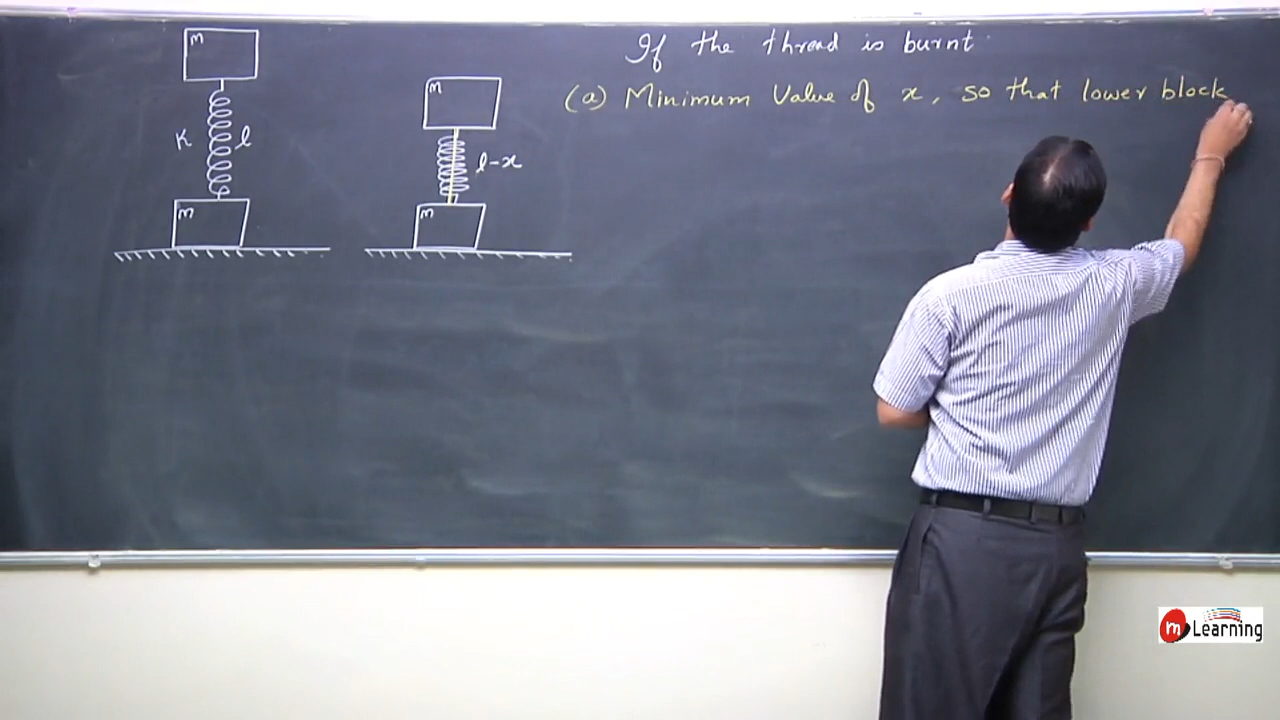 If the thread is burnt
(a) Minimum Value of x, so that lower block
m
K
l
m
m
l-x
m
m Learning